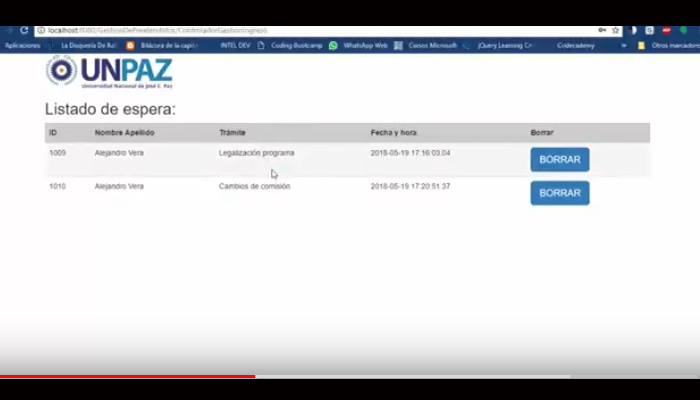 localhost:8080/GestionDePreatendidos/ControladorGestionIngreso
Aplicaciones La Disquería De Bitácora de la capit INTEL DEV Coding Bootcamp WhatsApp Web Cursos Microsoft jQuery Learning Ce Codecademy » Otros marcadores
UNPAZ
Universidad Nacional de José C. Paz
Listado de espera:
ID Nombre Apellido Trámite Fecha y hora Borrar
1009 Alejandro Vera Legalización programa 2018-05-19 17:16:03.04 BORRAR
1010 Alejandro Vera Cambios de comisión 2018-05-19 17:20:51.37 BORRAR